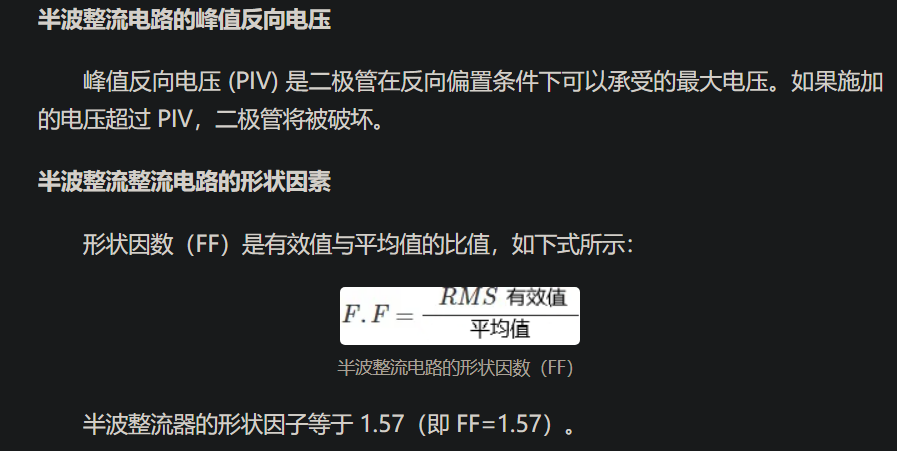 半波整流电路的峰值反向电压
峰值反向电压 (PIV) 是二极管在反向偏置条件下可以承受的最大电压。如果施加
的电压超过 PIV，二极管将被破坏。
半波整流整流电路的形状因素
形状因数（FF）是有效值与平均值的比值，如下式所示：
F.F = RMS 有效值 / 平均值
半波整流电路的形状因数（FF）
半波整流器的形状因子等于 1.57（即 FF=1.57）。